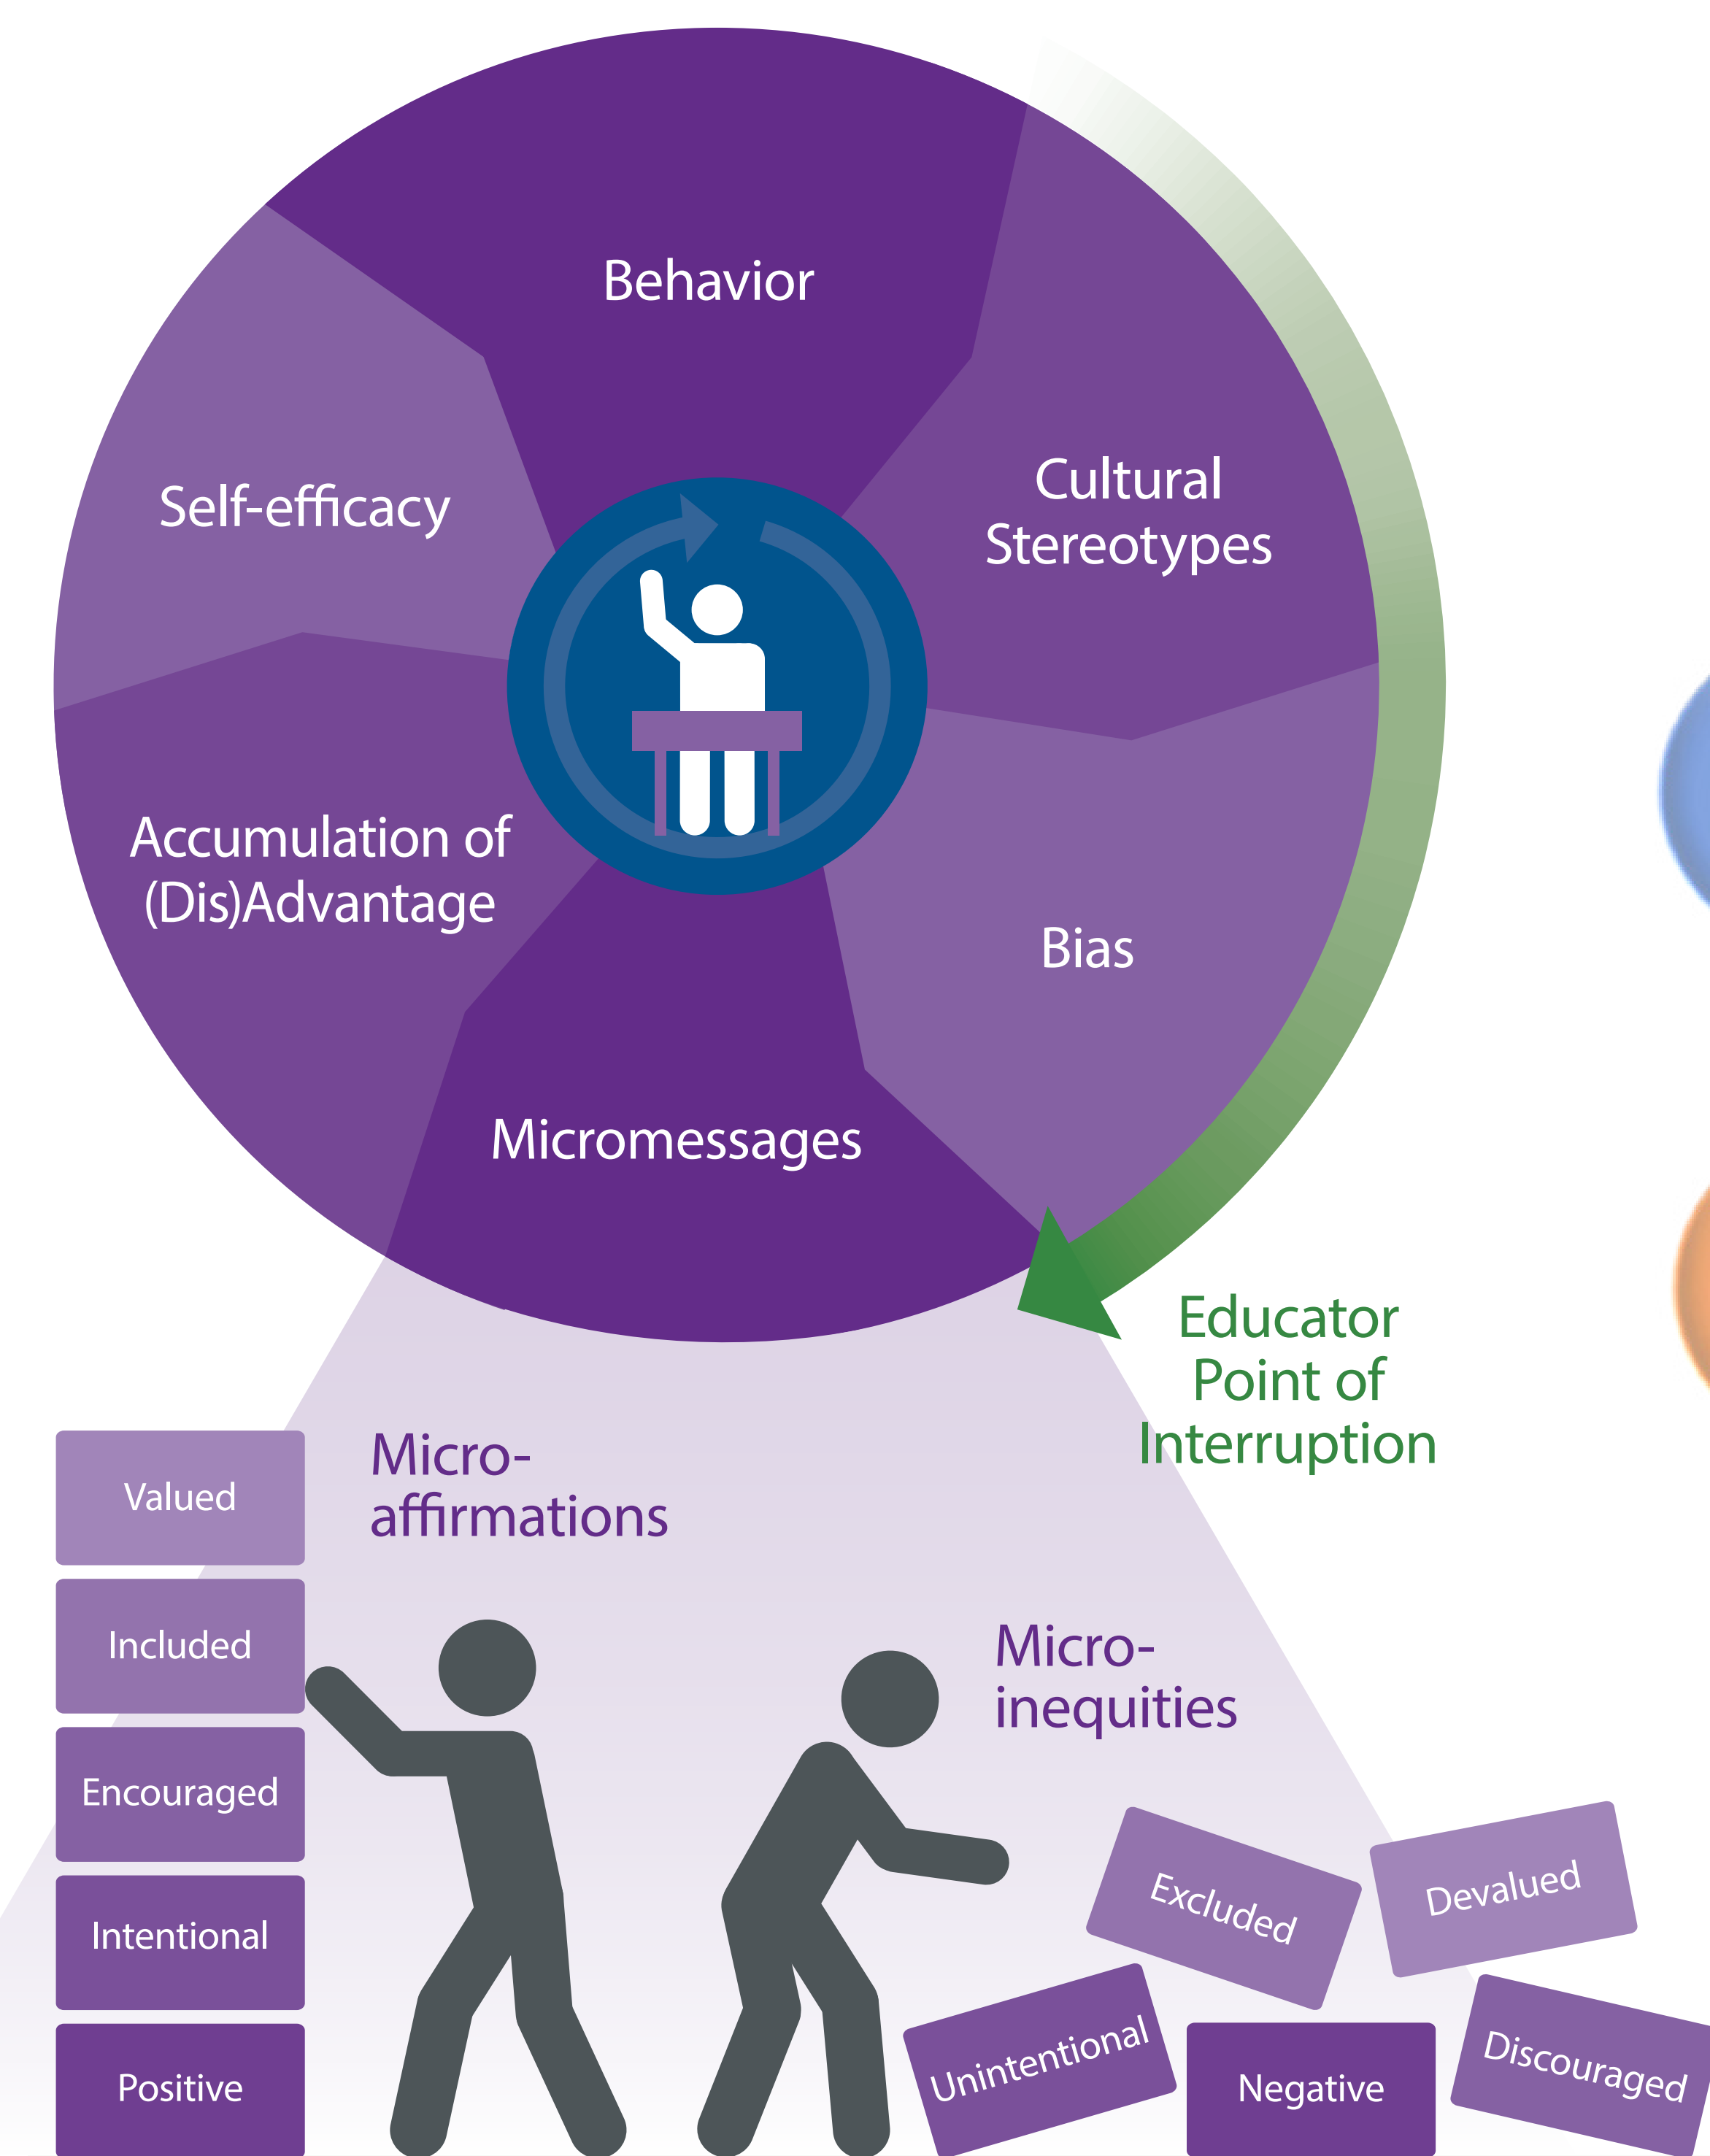 Behavior
Cultural
Stereotypes
Self-efficacy
Accumulation of
(Dis)Advantage
Bias
Micromessages
Educator
Point of
Interruption
Micro-
affirmations
Valued
Included
Encouraged
Intentional
Positive
Micro-
inequities
Excluded
Devalued
Unintentional
Negative
Discouraged